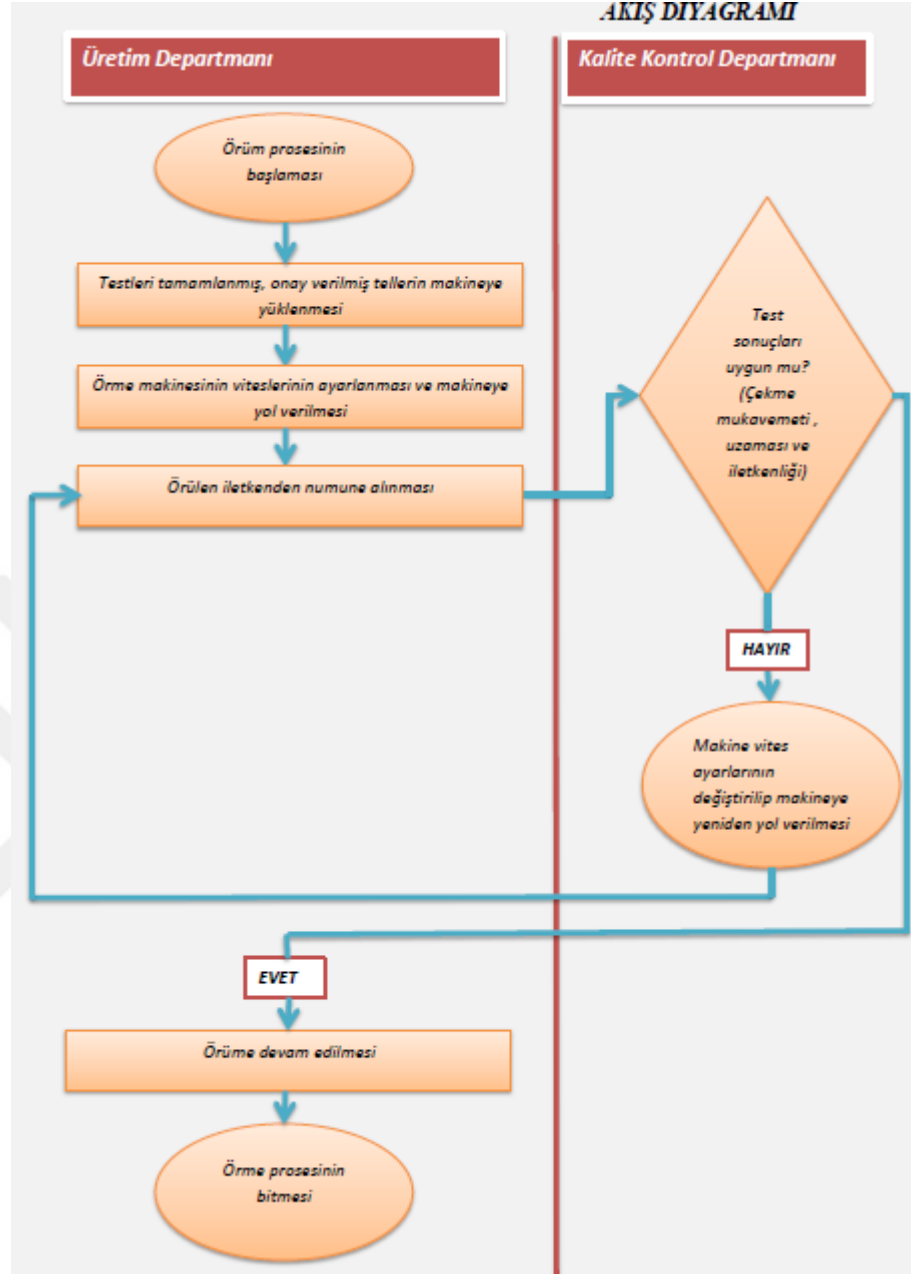 AKIŞ DİYAGRAMI
Üretim Departmanı
Kalite Kontrol Departmanı
Örüm prosesinin
başlaması
Testleri tamamlanmış, onay verilmiş tellerin makineye
yüklenmesi
Örme makinesinin viteslerinin ayarlanması ve makineye
yol verilmesi
Örülen iletkenden numune alınması
Test
sonuçları
uygun mu?
(Çekme
mukavemeti ,
uzaması ve
iletkenliği)
HAYIR
Makine vites
ayarlarının
değiştirilip makineye
yeniden yol verilmesi
EVET
Örüme devam edilmesi
Örme prosesinin
bitmesi